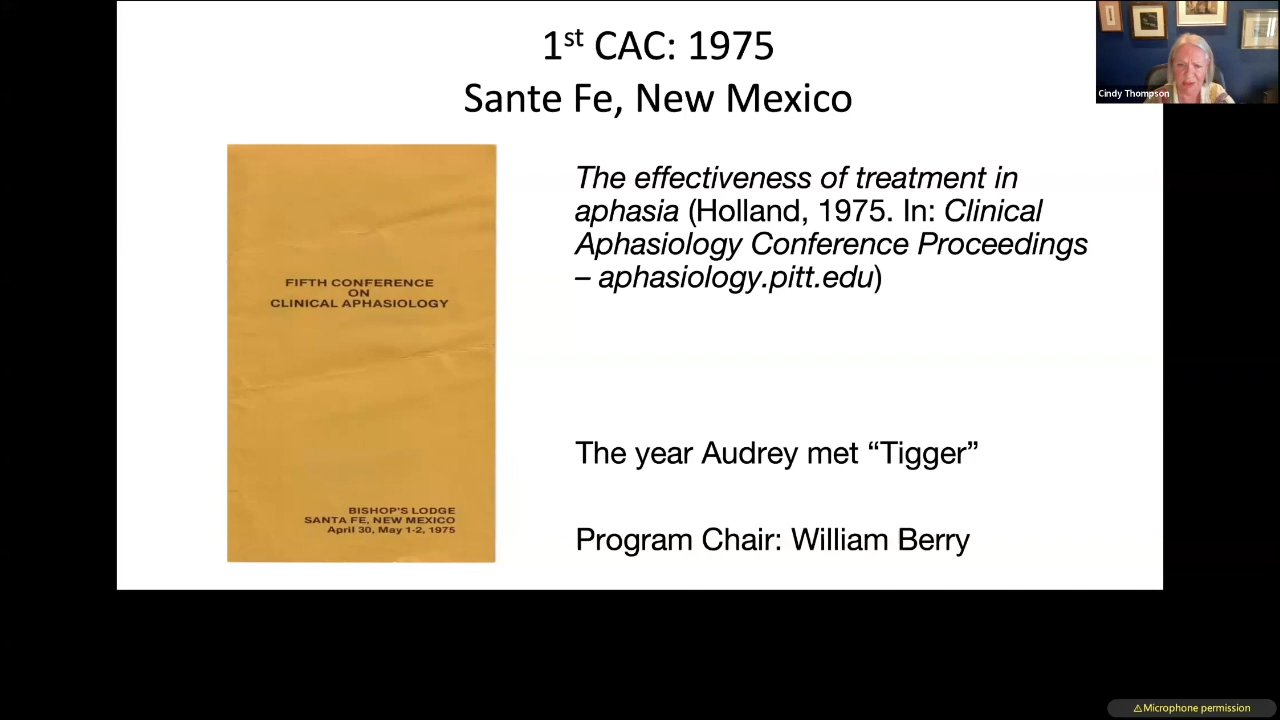 1st CAC: 1975
Sante Fe, New Mexico
Cindy Thompson
The effectiveness of treatment in
aphasia (Holland, 1975. In: Clinical
Aphasiology Conference Proceedings
– aphasiology.pitt.edu)
FIFTH CONFERENCE
ON
CLINICAL APHASIOLOGY
BISHOP'S LODGE
SANTA FE, NEW MEXICO
April 30, May 1-2, 1975
The year Audrey met “Tigger”
Program Chair: William Berry
⚠Microphone permission